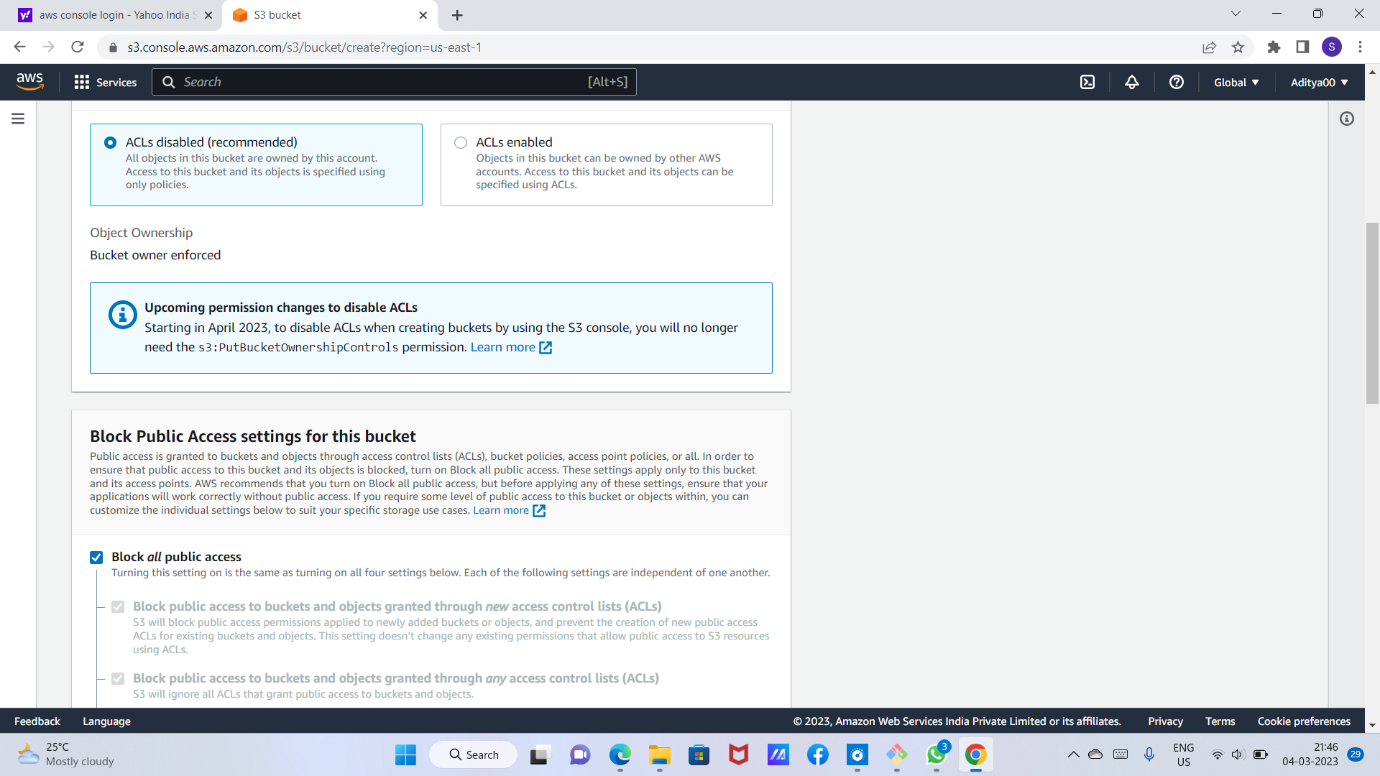 aws console login - Yahoo India S
S3 bucket
s3.console.aws.amazon.com/s3/bucket/create?region=us-east-1
S
aws
Services
Search
[Alt+S]
Global
Aditya00
ACLs disabled (recommended)
All objects in this bucket are owned by this account.
Access to this bucket and its objects is specified using
only policies.
ACLs enabled
Objects in this bucket can be owned by other AWS
accounts. Access to this bucket and its objects can be
specified using ACLs.
Object Ownership
Bucket owner enforced
Upcoming permission changes to disable ACLs
Starting in April 2023, to disable ACLs when creating buckets by using the S3 console, you will no longer
need the s3:PutBucketOwnershipControls permission. Learn more
Block Public Access settings for this bucket
Public access is granted to buckets and objects through access control lists (ACLs), bucket policies, access point policies, or all. In order to
ensure that public access to this bucket and its objects is blocked, turn on Block all public access. These settings apply only to this bucket
and its access points. AWS recommends that you turn on Block all public access, but before applying any of these settings, ensure that your
applications will work correctly without public access. If you require some level of public access to this bucket or objects within, you can
customize the individual settings below to suit your specific storage use cases. Learn more
Block all public access
Turning this setting on is the same as turning on all four settings below. Each of the following settings are independent of one another.
Block public access to buckets and objects granted through new access control lists (ACLs)
S3 will block public access permissions applied to newly added buckets or objects, and prevent the creation of new public access
ACLs for existing buckets and objects. This setting doesn't change any existing permissions that allow public access to S3 resources
using ACLs.
Block public access to buckets and objects granted through any access control lists (ACLs)
S3 will ignore all ACLs that grant public access to buckets and objects.
Feedback
Language
© 2023, Amazon Web Services India Private Limited or its affiliates.
Privacy
Terms
Cookie preferences
25°C
Mostly cloudy
Search
3
ENG
US
21:46
04-03-2023
29